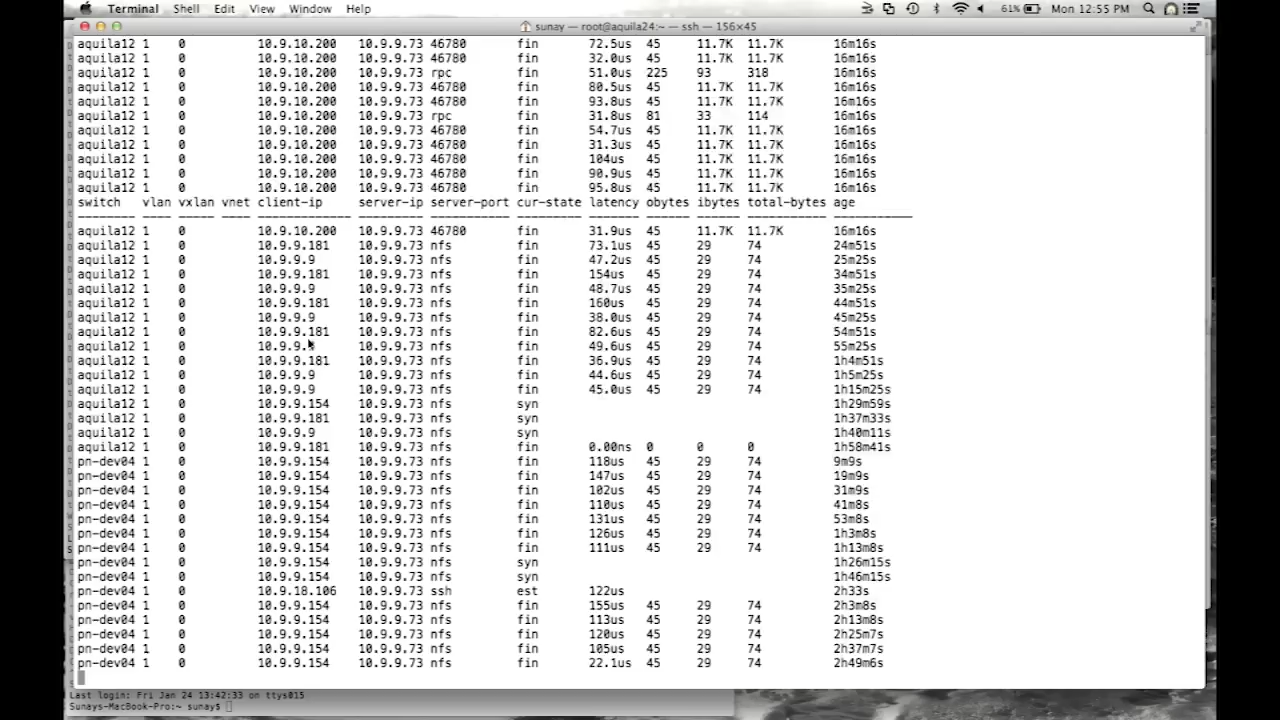 Terminal Shell Edit View Window Help 61% Mon 12:55 PM
sunay — root@aquila24:~ — ssh — 156×45
aquila12 1 0 10.9.10.200 10.9.9.73 46780 fin 72.5us 45 11.7K 11.7K 16m16s
aquila12 1 0 10.9.10.200 10.9.9.73 46780 fin 32.0us 45 11.7K 11.7K 16m16s
aquila12 1 0 10.9.10.200 10.9.9.73 rpc fin 51.0us 225 93 318 16m16s
aquila12 1 0 10.9.10.200 10.9.9.73 46780 fin 80.5us 45 11.7K 11.7K 16m16s
aquila12 1 0 10.9.10.200 10.9.9.73 46780 fin 93.8us 45 11.7K 11.7K 16m16s
aquila12 1 0 10.9.10.200 10.9.9.73 rpc fin 31.8us 81 33 114 16m16s
aquila12 1 0 10.9.10.200 10.9.9.73 46780 fin 54.7us 45 11.7K 11.7K 16m16s
aquila12 1 0 10.9.10.200 10.9.9.73 46780 fin 31.3us 45 11.7K 11.7K 16m16s
aquila12 1 0 10.9.10.200 10.9.9.73 46780 fin 104us 45 11.7K 11.7K 16m16s
aquila12 1 0 10.9.10.200 10.9.9.73 46780 fin 90.9us 45 11.7K 11.7K 16m16s
aquila12 1 0 10.9.10.200 10.9.9.73 46780 fin 95.8us 45 11.7K 11.7K 16m16s
switch vlan vxlan vnet client-ip server-ip server-port cur-state latency obytes ibytes total-bytes age
aquila12 1 0 10.9.10.200 10.9.9.73 46780 fin 31.9us 45 11.7K 11.7K 16m16s
aquila12 1 0 10.9.9.181 10.9.9.73 nfs fin 73.1us 45 29 74 24m51s
aquila12 1 0 10.9.9.9 10.9.9.73 nfs fin 47.2us 45 29 74 25m25s
aquila12 1 0 10.9.9.181 10.9.9.73 nfs fin 154us 45 29 74 34m51s
aquila12 1 0 10.9.9.9 10.9.9.73 nfs fin 48.7us 45 29 74 35m25s
aquila12 1 0 10.9.9.181 10.9.9.73 nfs fin 160us 45 29 74 44m51s
aquila12 1 0 10.9.9.9 10.9.9.73 nfs fin 38.0us 45 29 74 45m25s
aquila12 1 0 10.9.9.181 10.9.9.73 nfs fin 82.6us 45 29 74 54m51s
aquila12 1 0 10.9.9.9 10.9.9.73 nfs fin 49.6us 45 29 74 55m25s
aquila12 1 0 10.9.9.181 10.9.9.73 nfs fin 36.9us 45 29 74 1h4m51s
aquila12 1 0 10.9.9.9 10.9.9.73 nfs fin 44.6us 45 29 74 1h5m25s
aquila12 1 0 10.9.9.9 10.9.9.73 nfs fin 45.0us 45 29 74 1h15m25s
aquila12 1 0 10.9.9.154 10.9.9.73 nfs syn 1h29m59s
aquila12 1 0 10.9.9.181 10.9.9.73 nfs syn 1h37m33s
aquila12 1 0 10.9.9.9 10.9.9.73 nfs syn 1h40m11s
aquila12 1 0 10.9.9.181 10.9.9.73 nfs fin 0.00ns 0 0 0 1h58m41s
pn-dev04 1 0 10.9.9.154 10.9.9.73 nfs fin 118us 45 29 74 9m9s
pn-dev04 1 0 10.9.9.154 10.9.9.73 nfs fin 147us 45 29 74 19m9s
pn-dev04 1 0 10.9.9.154 10.9.9.73 nfs fin 102us 45 29 74 31m9s
pn-dev04 1 0 10.9.9.154 10.9.9.73 nfs fin 110us 45 29 74 41m8s
pn-dev04 1 0 10.9.9.154 10.9.9.73 nfs fin 131us 45 29 74 53m8s
pn-dev04 1 0 10.9.9.154 10.9.9.73 nfs fin 126us 45 29 74 1h3m8s
pn-dev04 1 0 10.9.9.154 10.9.9.73 nfs fin 111us 45 29 74 1h13m8s
pn-dev04 1 0 10.9.9.154 10.9.9.73 nfs syn 1h26m15s
pn-dev04 1 0 10.9.9.154 10.9.9.73 nfs syn 1h46m15s
pn-dev04 1 0 10.9.18.106 10.9.9.73 ssh est 122us 2h33s
pn-dev04 1 0 10.9.9.154 10.9.9.73 nfs fin 155us 45 29 74 2h3m8s
pn-dev04 1 0 10.9.9.154 10.9.9.73 nfs fin 113us 45 29 74 2h13m8s
pn-dev04 1 0 10.9.9.154 10.9.9.73 nfs fin 120us 45 29 74 2h25m7s
pn-dev04 1 0 10.9.9.154 10.9.9.73 nfs fin 105us 45 29 74 2h37m7s
pn-dev04 1 0 10.9.9.154 10.9.9.73 nfs fin 22.1us 45 29 74 2h49m6s
Last login: Fri Jan 24 13:42:33 on ttys015
Sunays-MacBook-Pro:~ sunay$